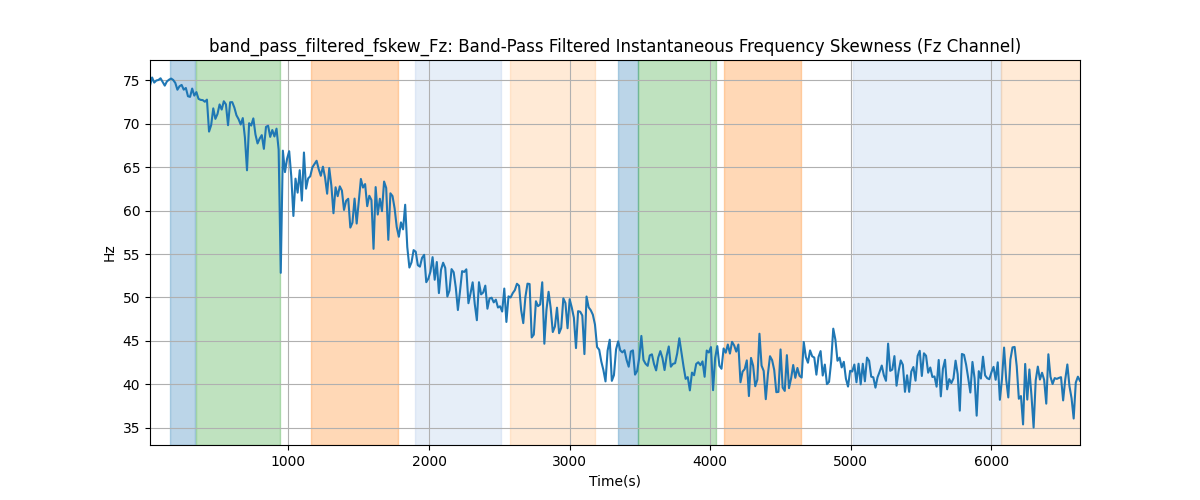 band_pass_filtered_fskew_Fz: Band-Pass Filtered Instantaneous Frequency Skewness (Fz Channel)
75
70
65
60
55
50
45
40
35
Hz
1000 2000 3000 4000 5000 6000
Time(s)